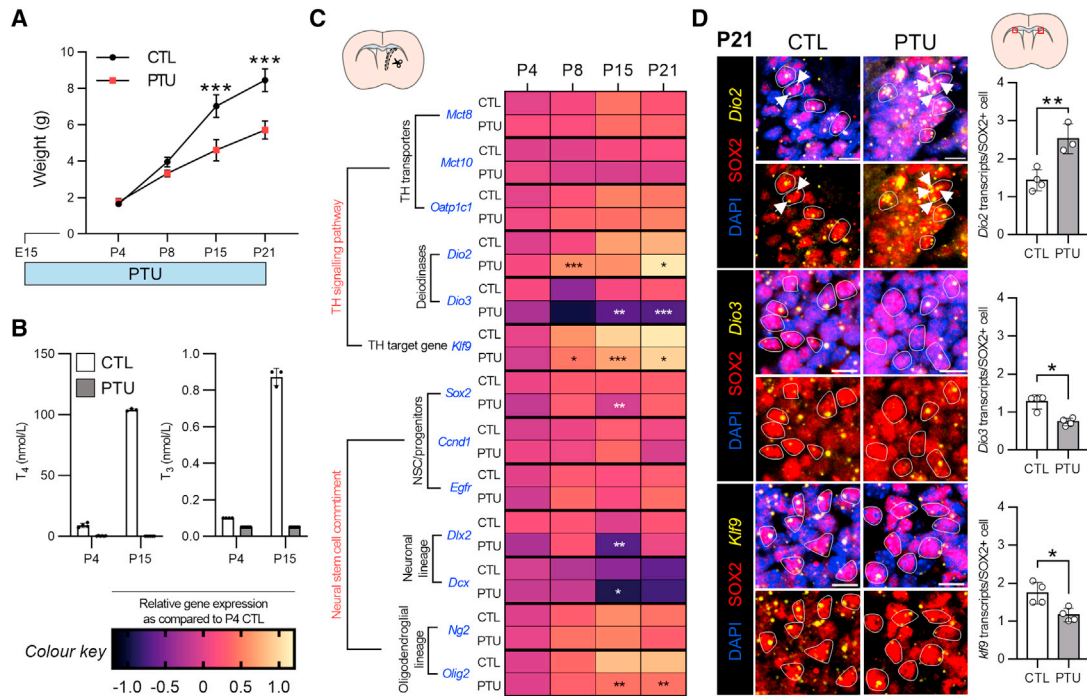 A
CTL
PTU
***
***
Weight (g)
10
8
6
4
2
0
E15
P4
P8
P15
P21
PTU
B
CTL
PTU
T4 (nmol/L)
150
100
50
0
P4
P15
T3 (nmol/L)
1.0
0.8
0.6
0.4
0.2
0.0
P4
P15
Relative gene expression
as compared to P4 CTL
Colour key
-1.0
-0.5
0
0.5
1.0
C
P4
P8
P15
P21
TH signalling pathway
TH transporters
Mct8
CTL
PTU
Mct10
CTL
PTU
Oatp1c1
CTL
PTU
Deiodinases
Dio2
CTL
PTU
***
*
Dio3
CTL
PTU
**
***
TH target gene
Klf9
CTL
PTU
*
***
*
Neural stem cell commtiment
NSC/progenitors
Sox2
CTL
PTU
**
Ccnd1
CTL
PTU
Egfr
CTL
PTU
Neuronal
lineage
Dlx2
CTL
PTU
**
Dcx
CTL
PTU
*
Oligodendroglial
lineage
Ng2
CTL
PTU
Olig2
CTL
PTU
**
**
D
P21
CTL
PTU
DAPI SOX2 Dio2
Dio2 transcripts/SOX2+ cell
4
3
2
1
0
**
CTL
PTU
DAPI SOX2 Dio3
Dio3 transcripts/SOX2+ cell
4
3
2
1
0
*
CTL
PTU
DAPI SOX2 Klf9
klf9 transcripts/SOX2+ cell
4
3
2
1
0
*
CTL
PTU